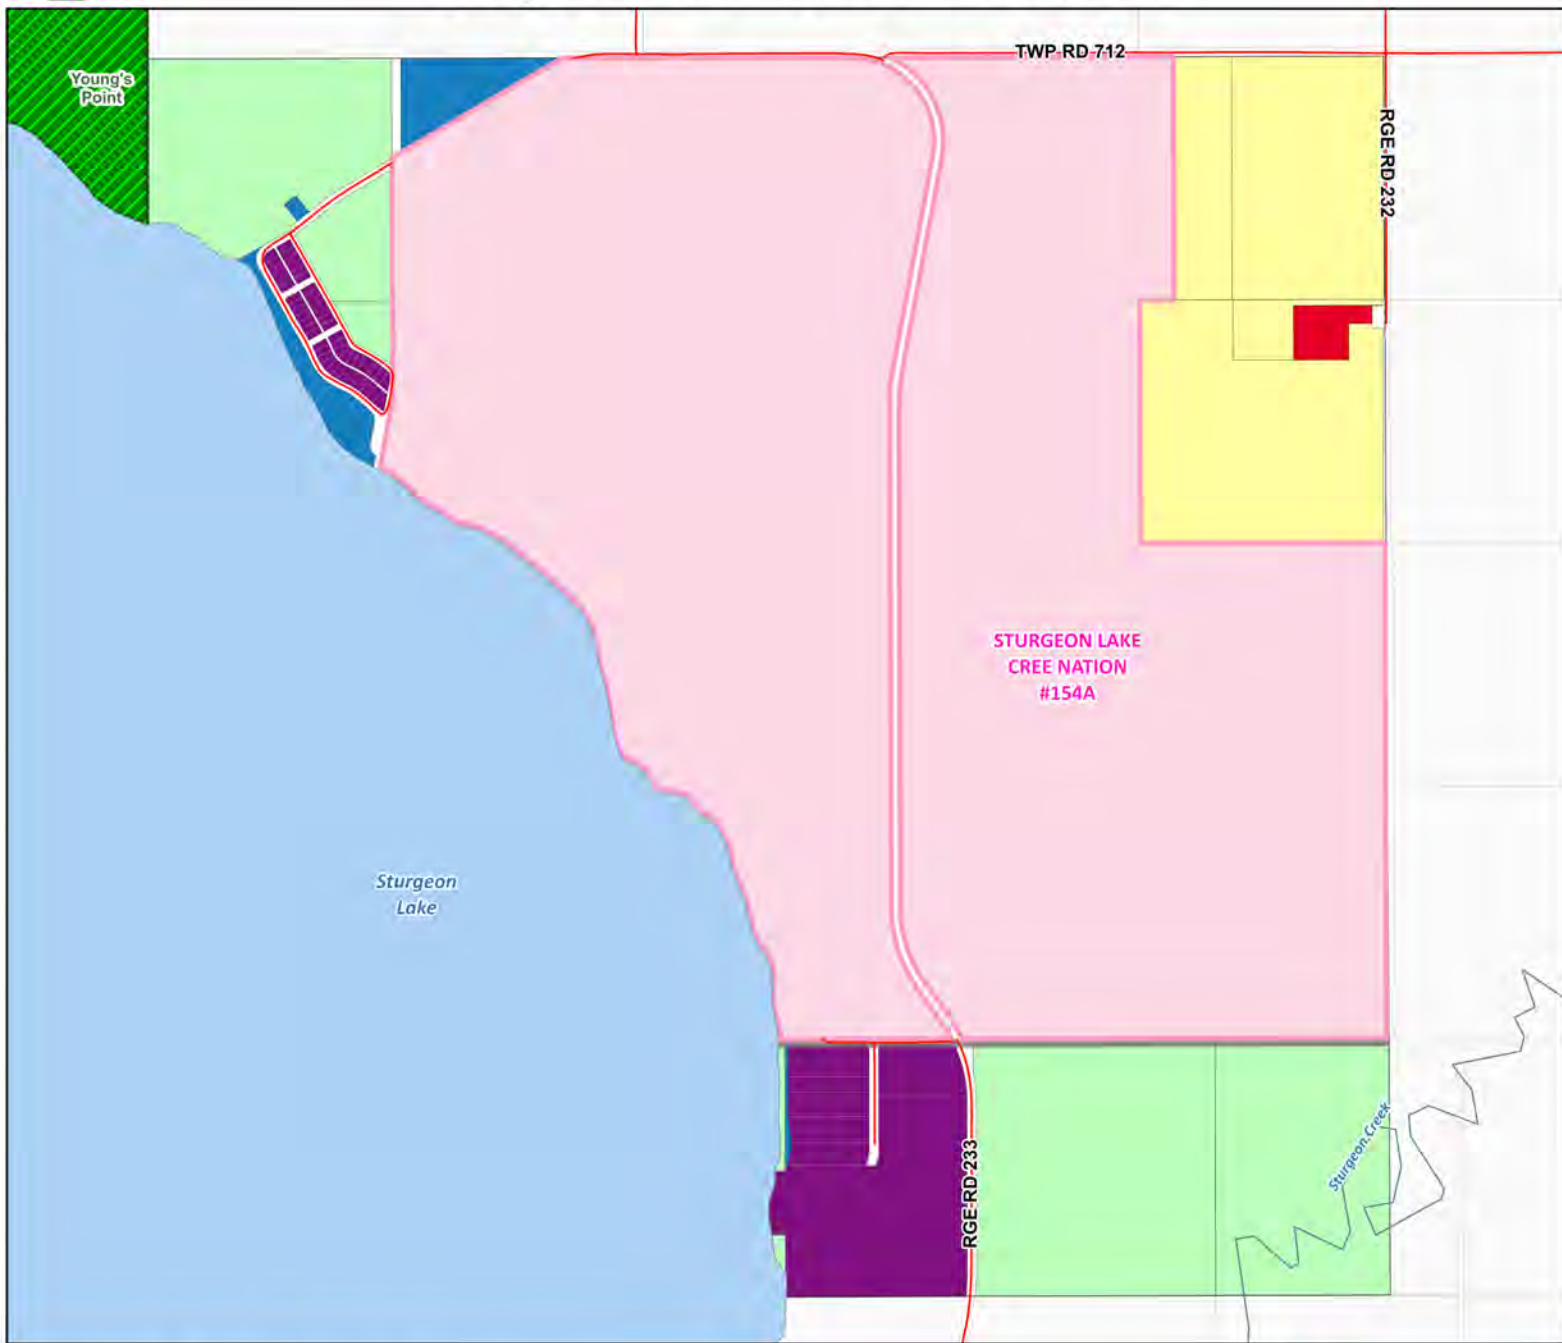 TWP RD 712
Young's
Point
RGE-RD-232
STURGEON LAKE
CREE NATION
#154A
Sturgeon
Lake
RGE-RD-233
Sturgeon Creek